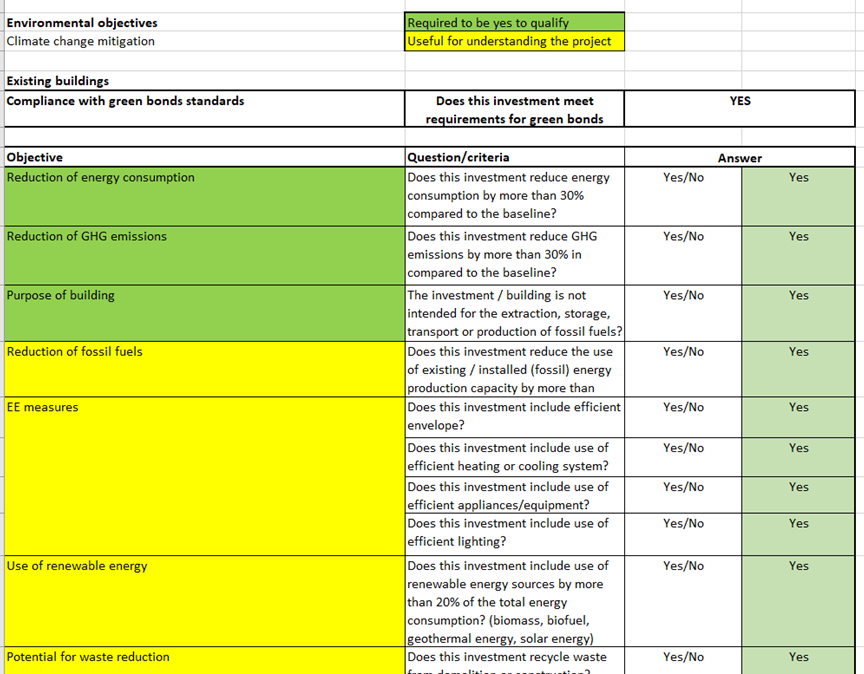 Environmental objectives
Required to be yes to qualify
Climate change mitigation
Useful for understanding the project
Existing buildings
Compliance with green bonds standards
Does this investment meet
requirements for green bonds
YES
Objective
Question/criteria
Answer
Reduction of energy consumption
Does this investment reduce energy
consumption by more than 30%
compared to the baseline?
Yes/No
Yes
Reduction of GHG emissions
Does this investment reduce GHG
emissions by more than 30% in
compared to the baseline?
Yes/No
Yes
Purpose of building
The investment / building is not
intended for the extraction, storage,
transport or production of fossil fuels?
Yes/No
Yes
Reduction of fossil fuels
Does this investment reduce the use
of existing / installed (fossil) energy
production capacity by more than
Yes/No
Yes
EE measures
Does this investment include efficient
envelope?
Yes/No
Yes
Does this investment include use of
efficient heating or cooling system?
Yes/No
Yes
Does this investment include use of
efficient appliances/equipment?
Yes/No
Yes
Does this investment include use of
efficient lighting?
Yes/No
Yes
Use of renewable energy
Does this investment include use of
renewable energy sources by more
than 20% of the total energy
consumption? (biomass, biofuel,
geothermal energy, solar energy)
Yes/No
Yes
Potential for waste reduction
Does this investment recycle waste
from demolition or construction?
Yes/No
Yes